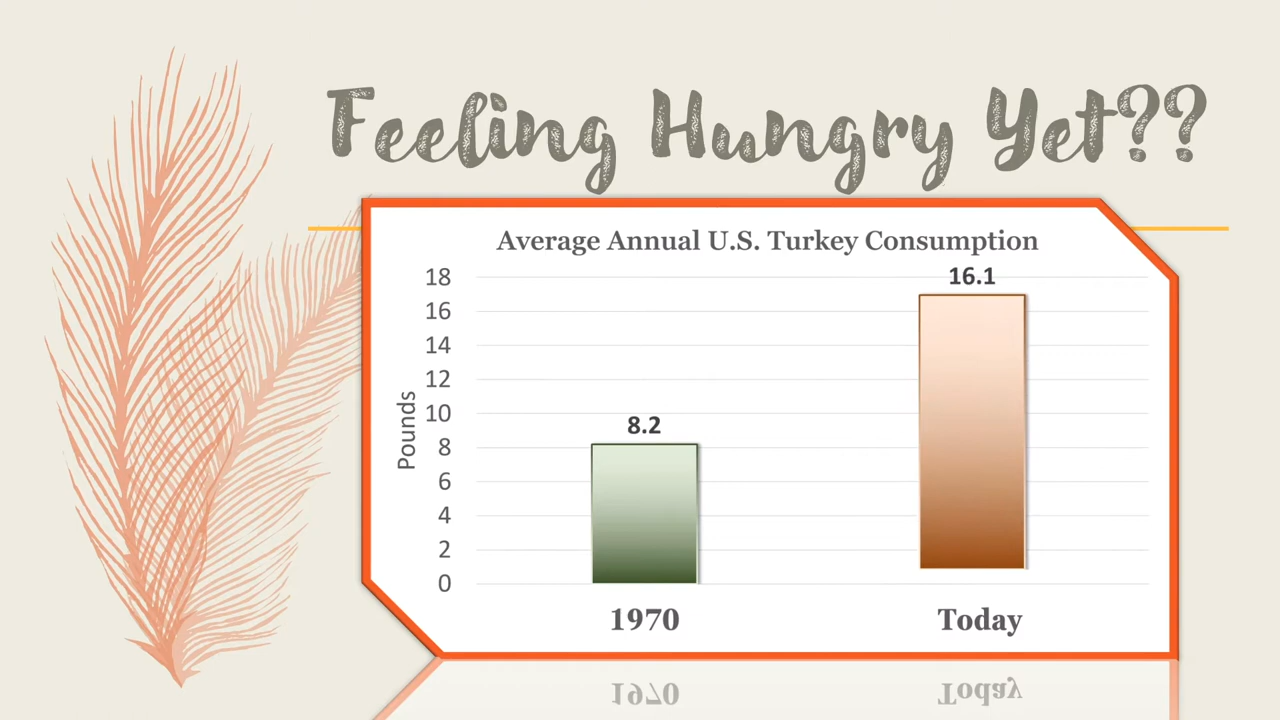 Feeling Hungry Yet??
Average Annual U.S. Turkey Consumption
18
16
14
12
10
8
6
4
2
0
Pounds
8.2
16.1
1970
Today
1970
Today